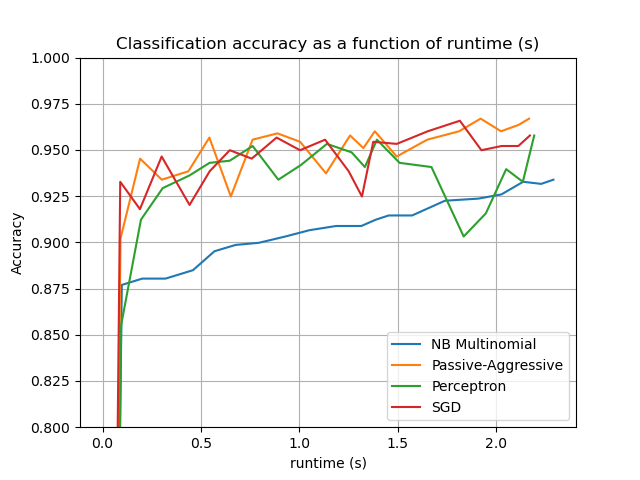 Classification accuracy as a function of runtime (s)
1.000
0.975
0.950
0.925
0.900
0.875
0.850
0.825
0.800
Accuracy
NB Multinomial
Passive-Aggressive
Perceptron
SGD
0.0 0.5 1.0 1.5 2.0
runtime (s)